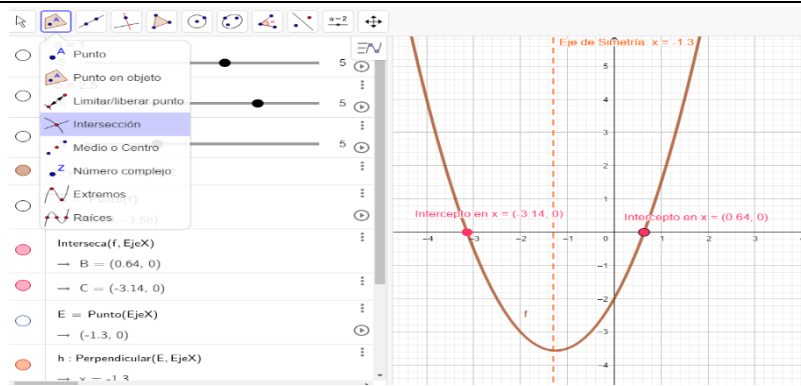 a=2
Punto
Punto en objeto
Limitar/liberar punto
Intersección
Medio o Centro
Número complejo
Extremos
Raíces
5
5
5
Interseca(f, EjeX)
→ B = (0.64, 0)
→ C = (-3.14, 0)
E = Punto(EjeX)
→ (-1.3, 0)
h : Perpendicular(E, EjeX)
→ x = -1.3
Eje de Simetría: x = -1.3
Intercepto en x = (-3.14, 0)
Intercepto en x = (0.64, 0)
f
-4 -3 -2 -1 0 1 2 3
5
4
3
2
1
-1
-2
-3
-4